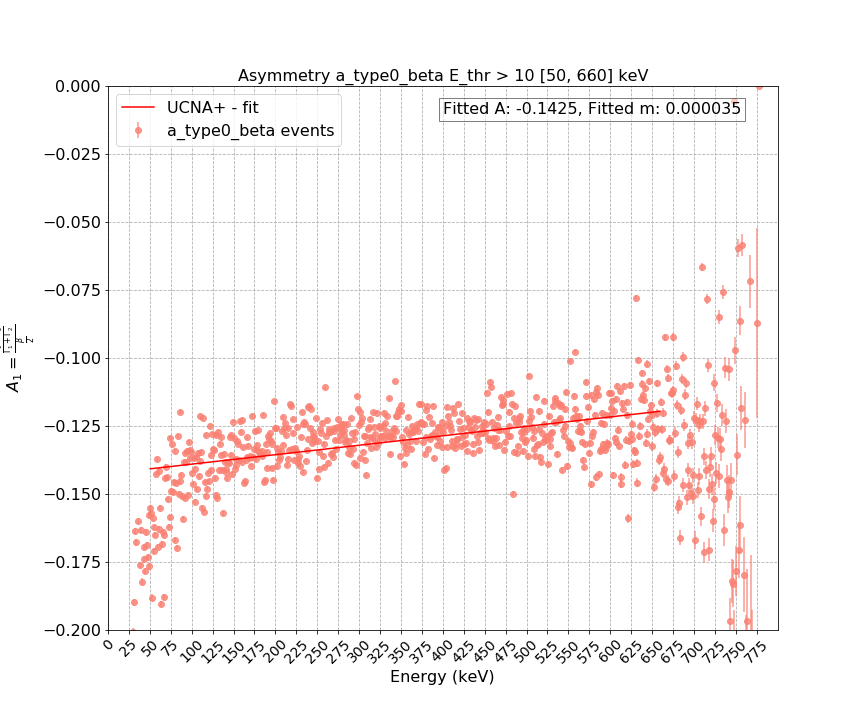 Asymmetry a_type0_beta E_thr > 10 [50, 660] keV
UCNA+ - fit
a_type0_beta events
Fitted A: -0.1425, Fitted m: 0.000035
0.000
−0.025
−0.050
−0.075
−0.100
−0.125
−0.150
−0.175
−0.200
A1 =
0 25 50 75 100 125 150 175 200 225 250 275 300 325 350 375 400 425 450 475 500 525 550 575 600 625 650 675 700 725 750 775
Energy (keV)